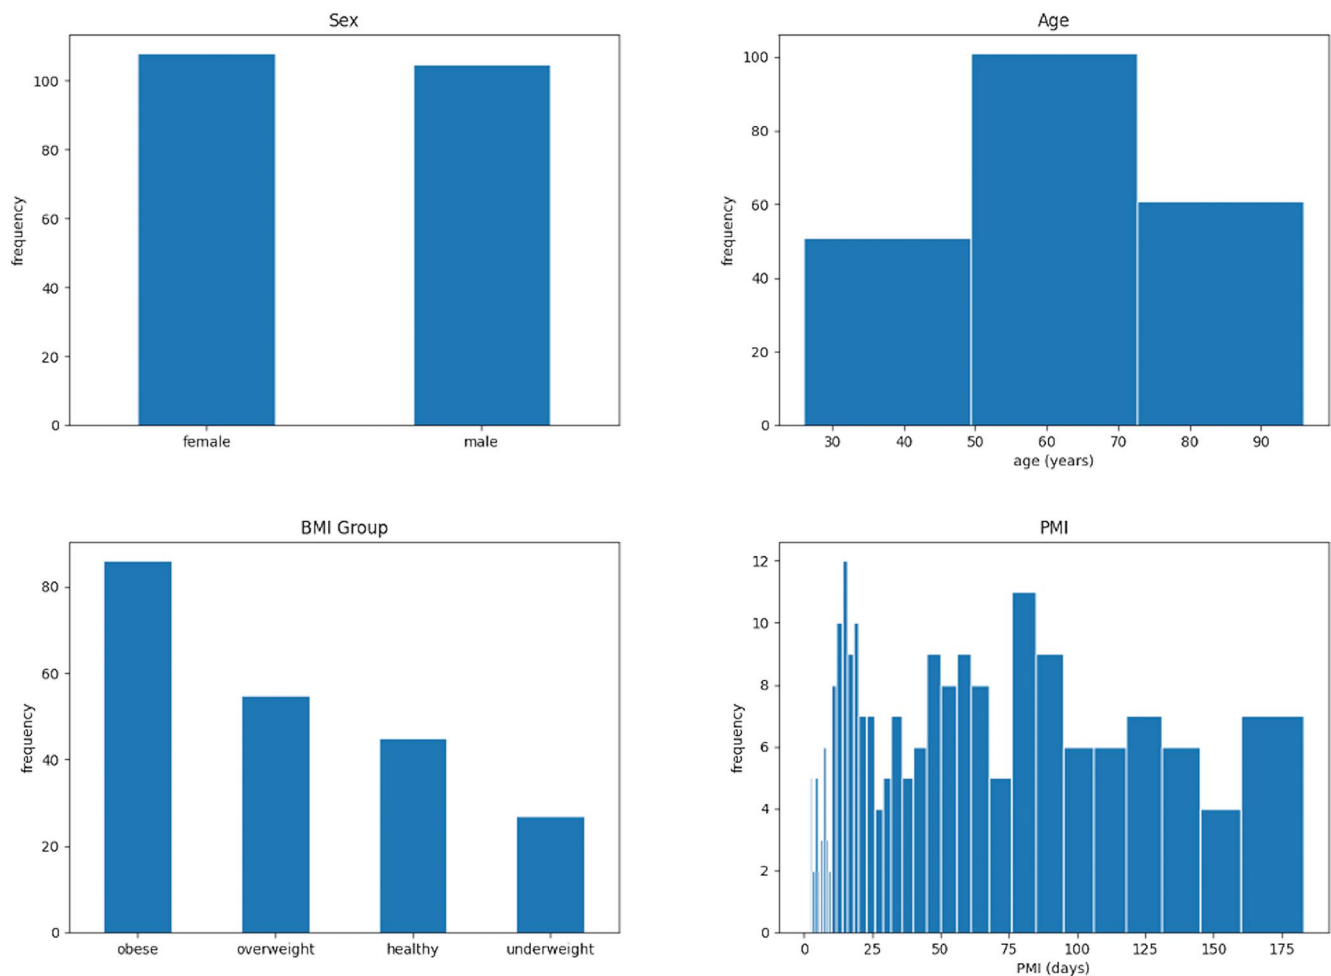 Sex
frequency
100
80
60
40
20
0
female male
Age
frequency
100
80
60
40
20
0
30 40 50 60 70 80 90
age (years)
BMI Group
frequency
80
60
40
20
0
obese overweight healthy underweight
PMI
frequency
12
10
8
6
4
2
0
0 25 50 75 100 125 150 175
PMI (days)